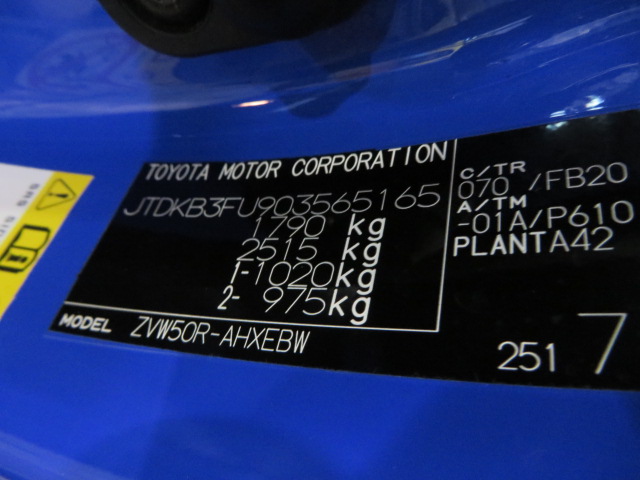 TOYOTA MOTOR CORPORATION
JTDKB3FU903565165
1790 kg
2515 kg
1-1020kg
2- 975kg
MODEL ZVW50R-AHXEBW
C/TR
070 /FB20
A/TM
-01A/P610
PLANTA42
251 7
SRS